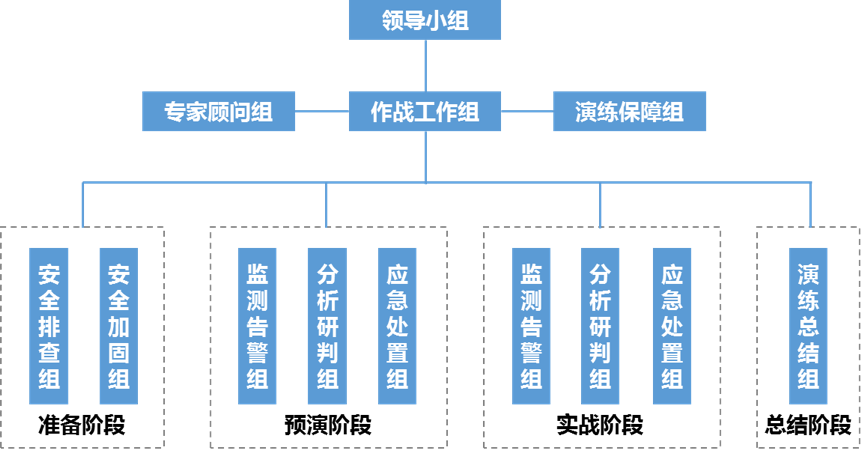 领导小组
专家顾问组
作战工作组
演练保障组
安全排查组
安全加固组
准备阶段
监测告警组
分析研判组
应急处置组
预演阶段
监测告警组
分析研判组
应急处置组
实战阶段
演练总结组
总结阶段